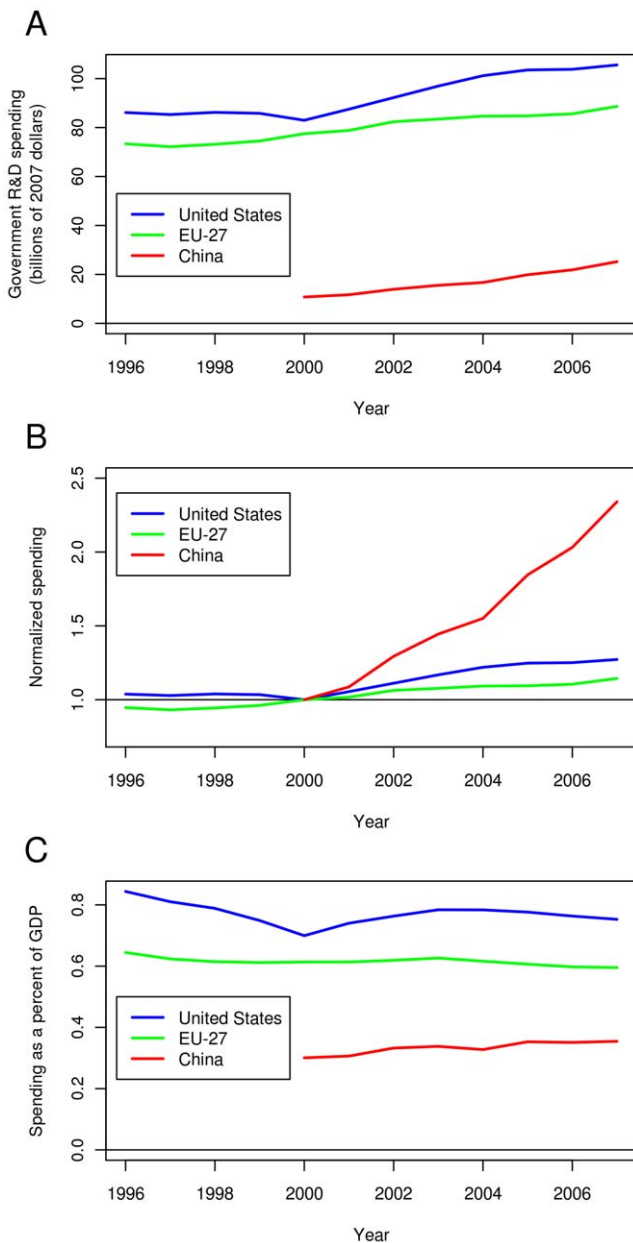 A
Government R&D spending
(billions of 2007 dollars)
100
80
60
40
20
0
United States
EU-27
China
1996 1998 2000 2002 2004 2006
Year
B
Normalized spending
2.5
2.0
1.5
1.0
United States
EU-27
China
1996 1998 2000 2002 2004 2006
Year
C
Spending as a percent of GDP
0.8
0.6
0.4
0.2
0.0
United States
EU-27
China
1996 1998 2000 2002 2004 2006
Year